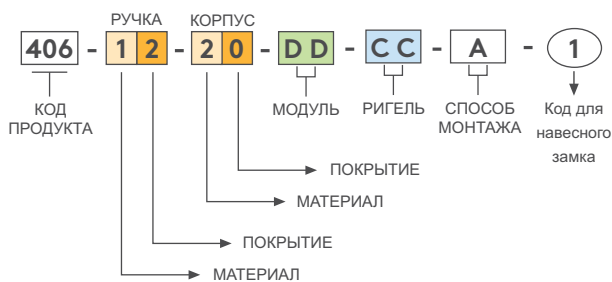 РУЧКА КОРПУС
406 - 1 2 - 2 0 - D D - C C - A - 1
КОД ПРОДУКТА
МОДУЛЬ
РИГЕЛЬ
СПОСОБ МОНТАЖА
Код для навесного замка
ПОКРЫТИЕ
МАТЕРИАЛ
ПОКРЫТИЕ
МАТЕРИАЛ